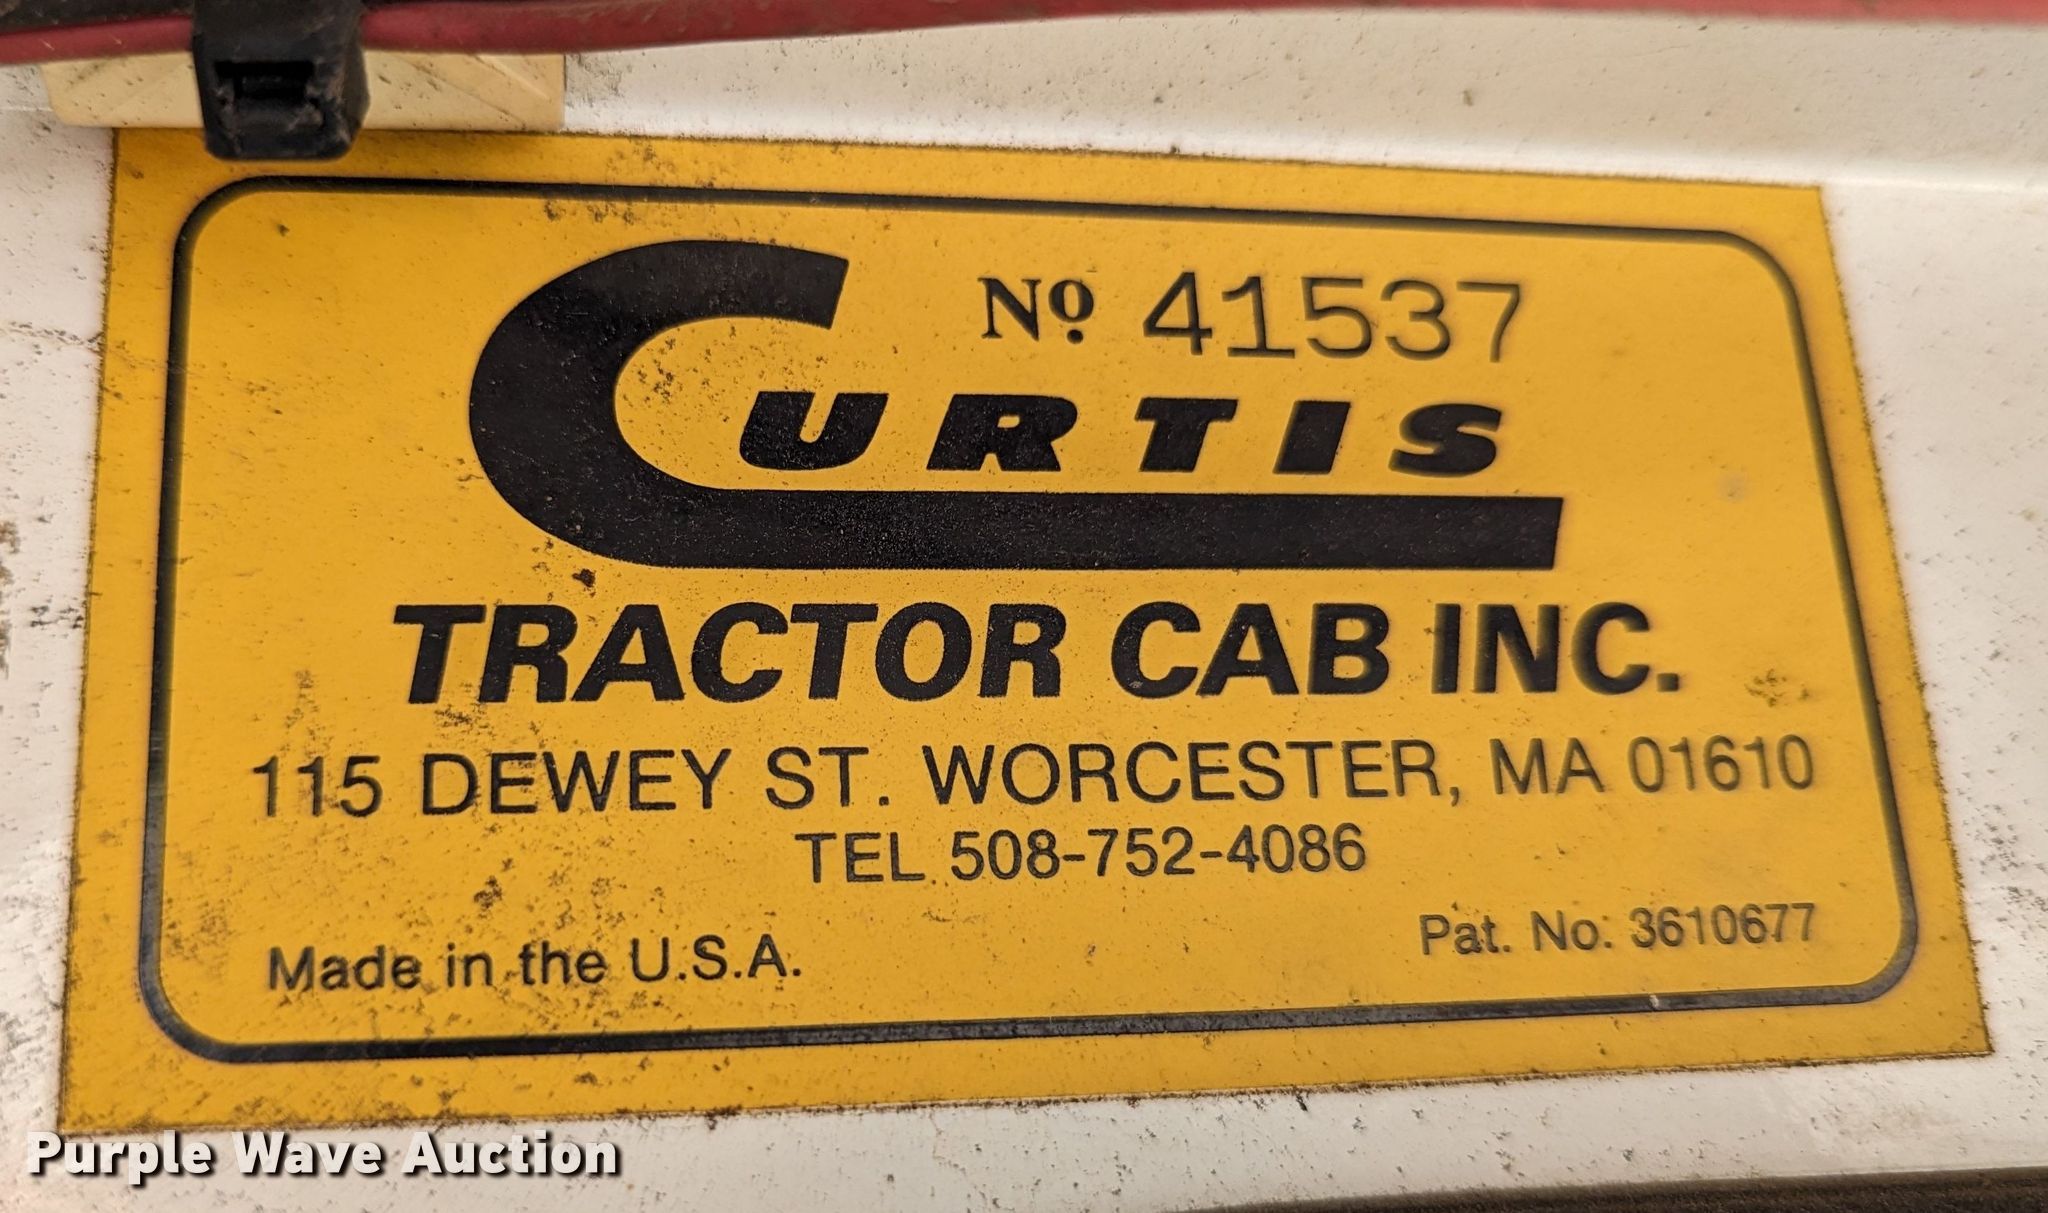 Nº 41537
CURTIS
TRACTOR CAB INC.
115 DEWEY ST. WORCESTER, MA 01610
TEL. 508-752-4086
Made in the U.S.A.
Pat. No: 3610677
Purple Wave Auction